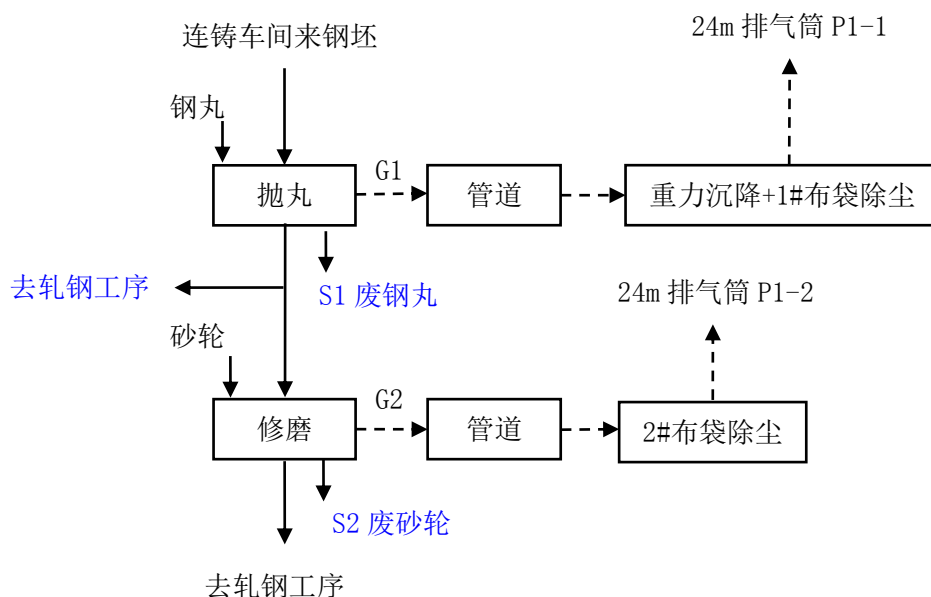 连铸车间来钢坯
24m 排气筒 P1-1
钢丸
抛丸
G1
管道
重力沉降+1#布袋除尘
去轧钢工序
S1 废钢丸
24m 排气筒 P1-2
砂轮
修磨
G2
管道
2#布袋除尘
S2 废砂轮
去轧钢工序